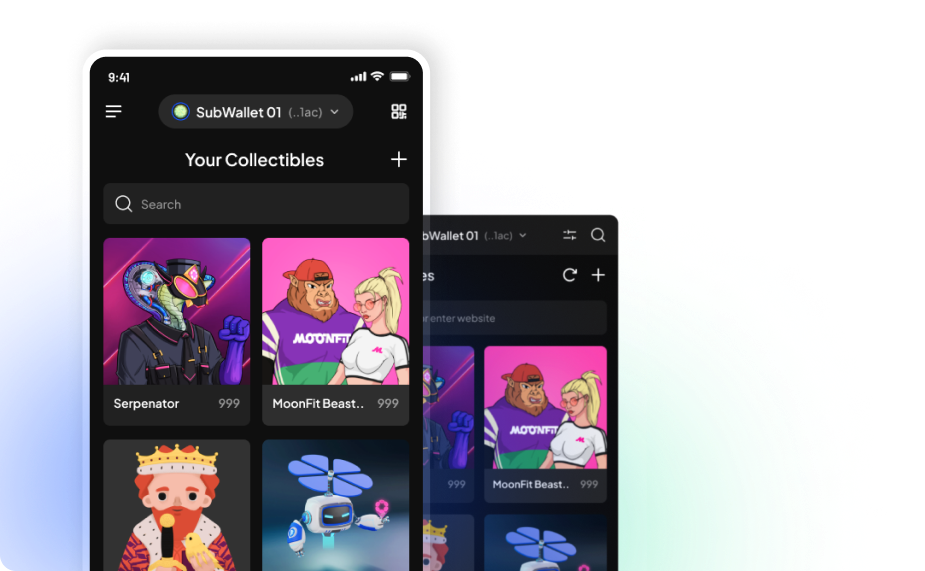 9:41
SubWallet 01 (..1ac)
Your Collectibles
Search
MOONFIT
Serpenator 999
MoonFit Beast.. 999
bWallet 01 (..1ac)
es
or enter website
MOONFIT
999
MoonFit Beast.. 999